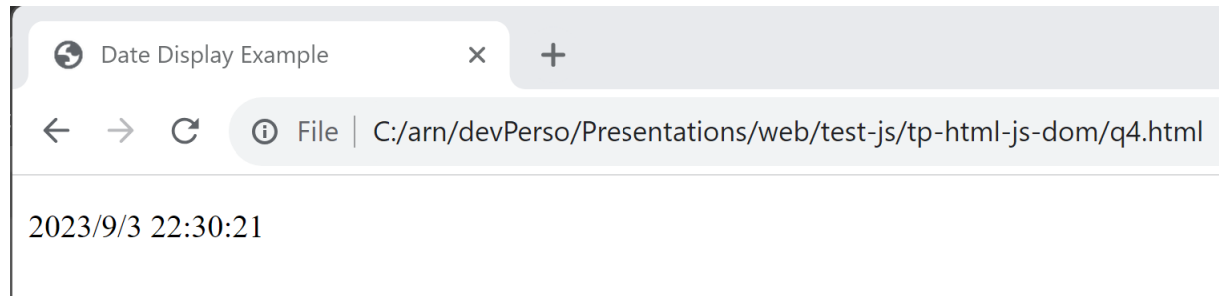 Date Display Example
File C:/arn/devPerso/Presentations/web/test-js/tp-html-js-dom/q4.html
2023/9/3 22:30:21